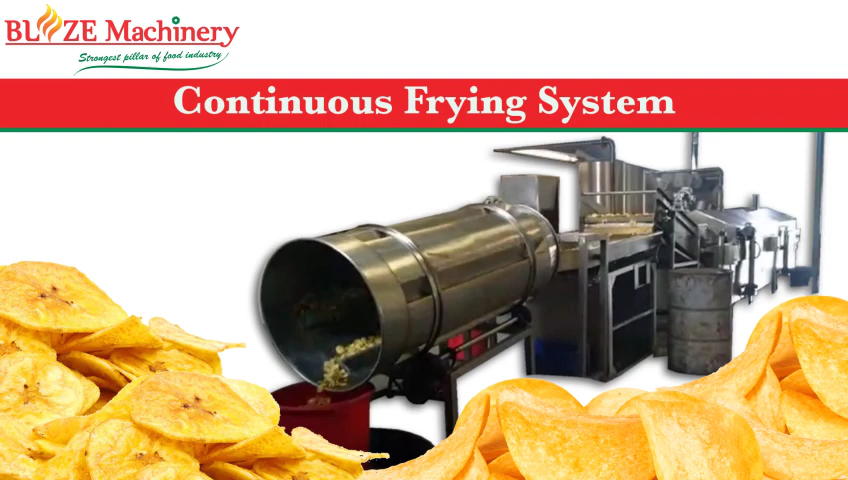 BLAZE Machinery
Strongest pillar of food industry
Continuous Frying System